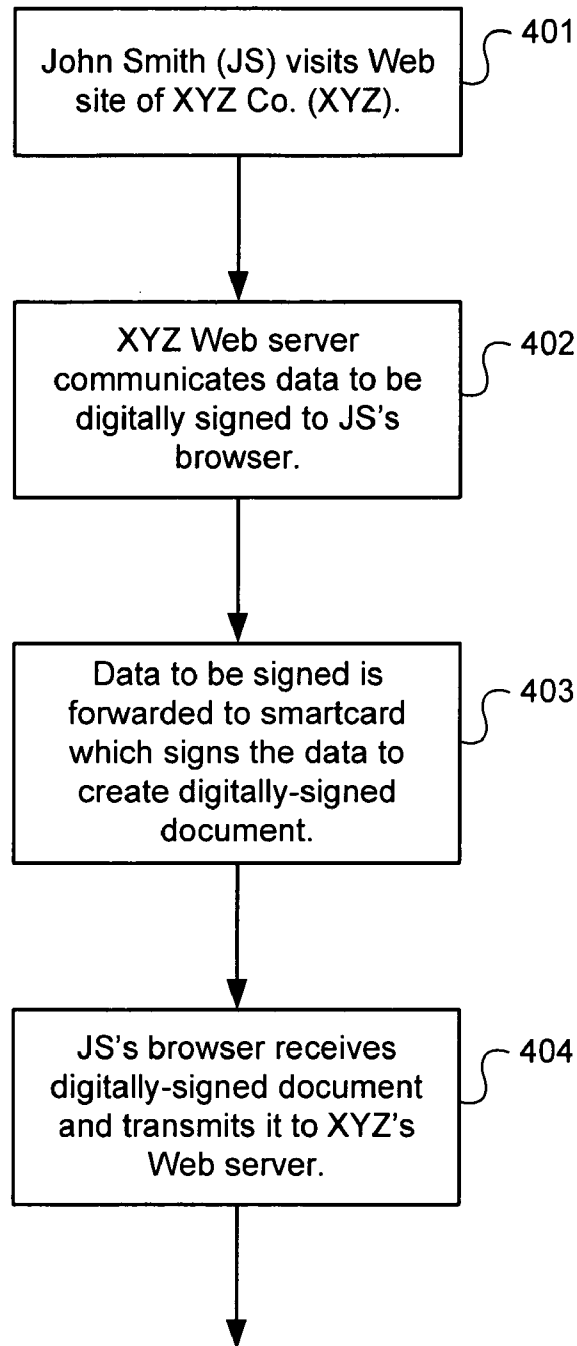 John Smith (JS) visits Web
site of XYZ Co. (XYZ).
401
XYZ Web server
communicates data to be
digitally signed to JS's
browser.
402
Data to be signed is
forwarded to smartcard
which signs the data to
create digitally-signed
document.
403
JS's browser receives
digitally-signed document
and transmits it to XYZ's
Web server.
404